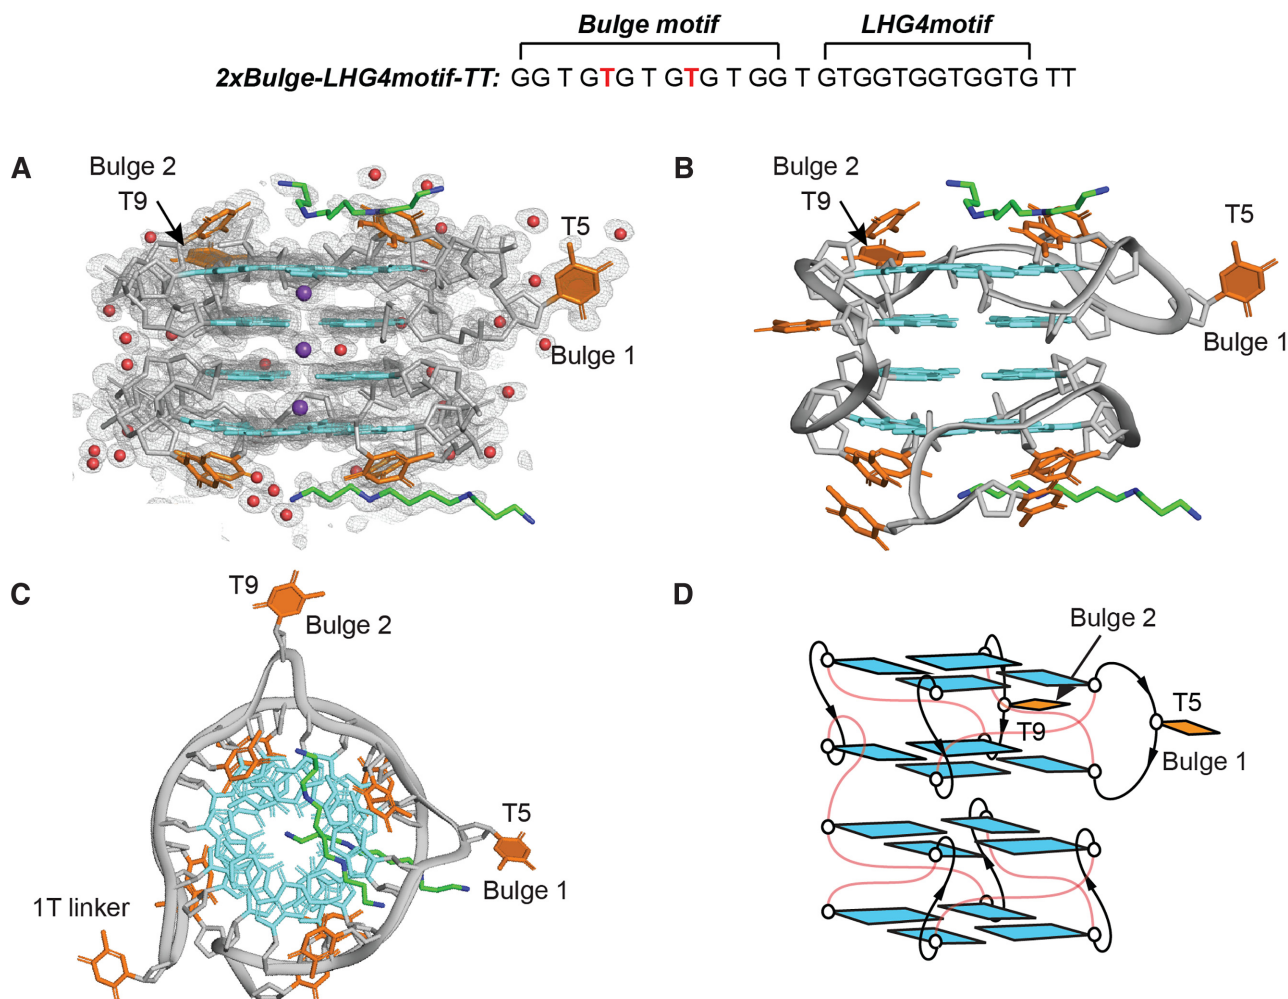 Bulge motif LHG4motif
2xBulge-LHG4motif-TT: GG T GTG T GTG T GG T GTGGTGGTGGTG TT
A
Bulge 2
T9
T5
Bulge 1
B
Bulge 2
T9
T5
Bulge 1
C
T9
Bulge 2
T5
Bulge 1
1T linker
D
Bulge 2
T5
T9
Bulge 1